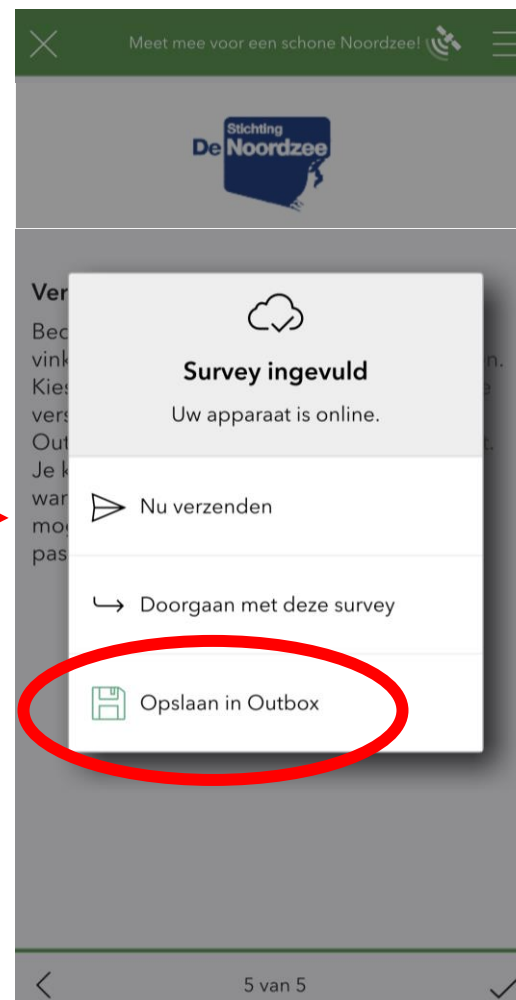 Meet mee voor een schone Noordzee!
Stichting
De Noordzee
Survey ingevuld
Uw apparaat is online.
Nu verzenden
Doorgaan met deze survey
Opslaan in Outbox
5 van 5